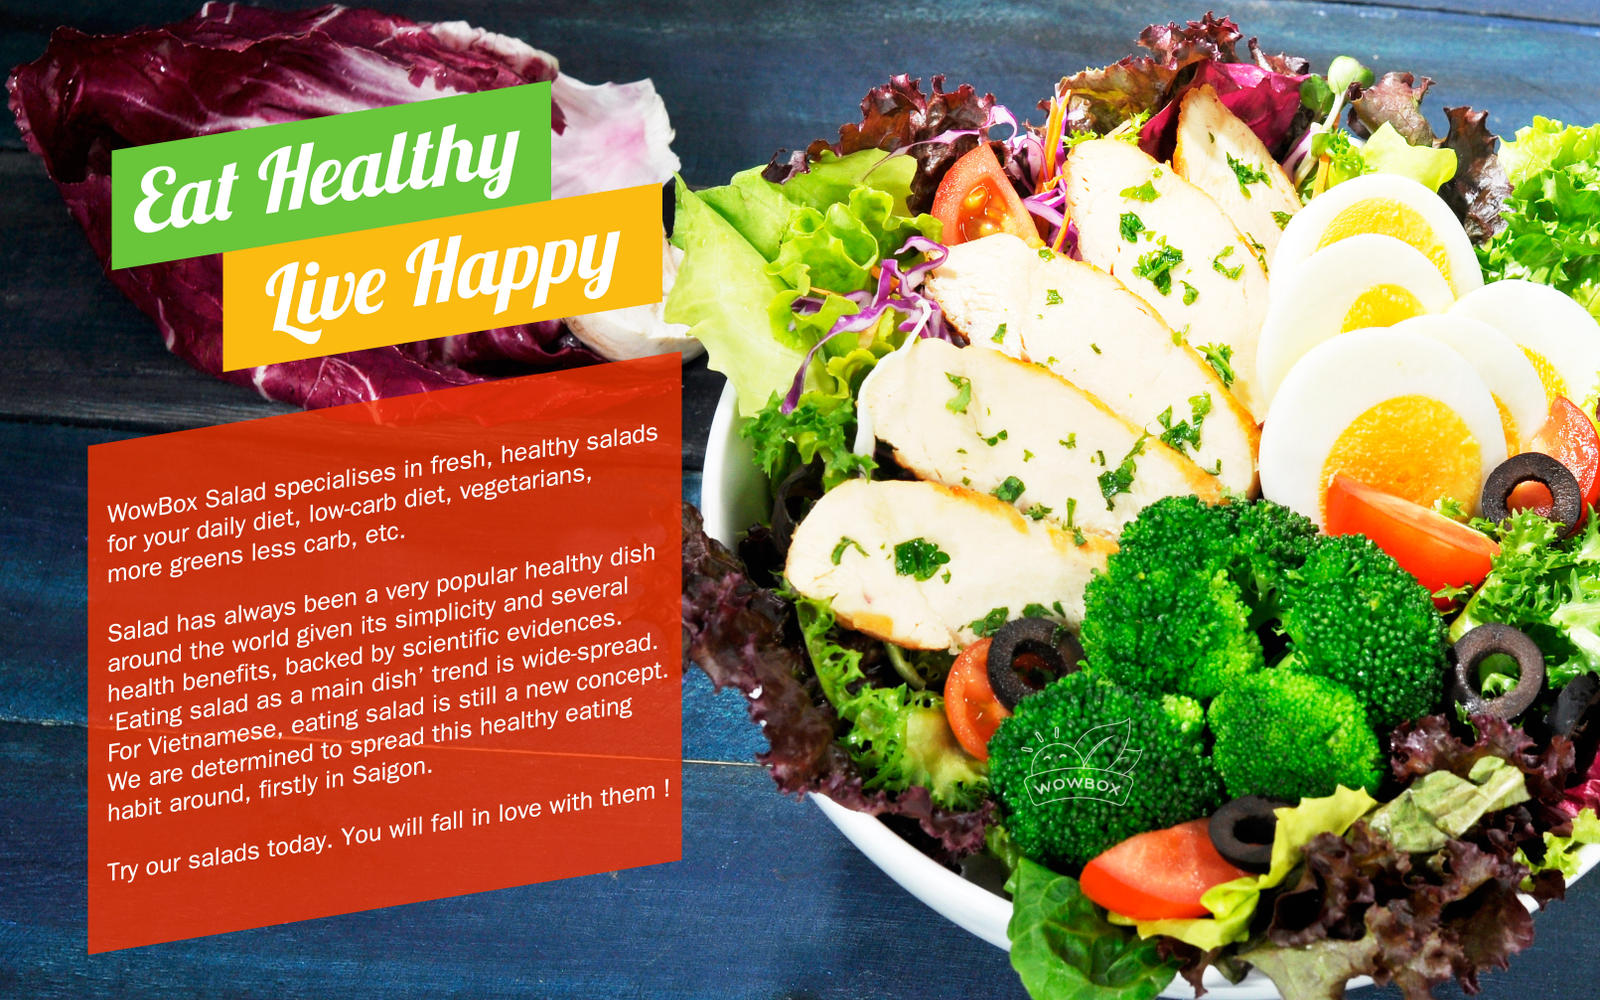 Eat Healthy
Live Happy
WowBox Salad specialises in fresh, healthy salads
for your daily diet, low-carb diet, vegetarians,
more greens less carb, etc.
Salad has always been a very popular healthy dish
around the world given its simplicity and several
health benefits, backed by scientific evidences.
‘Eating salad as a main dish’ trend is wide-spread.
For Vietnamese, eating salad is still a new concept.
We are determined to spread this healthy eating
habit around, firstly in Saigon.
Try our salads today. You will fall in love with them !
WOWBOX